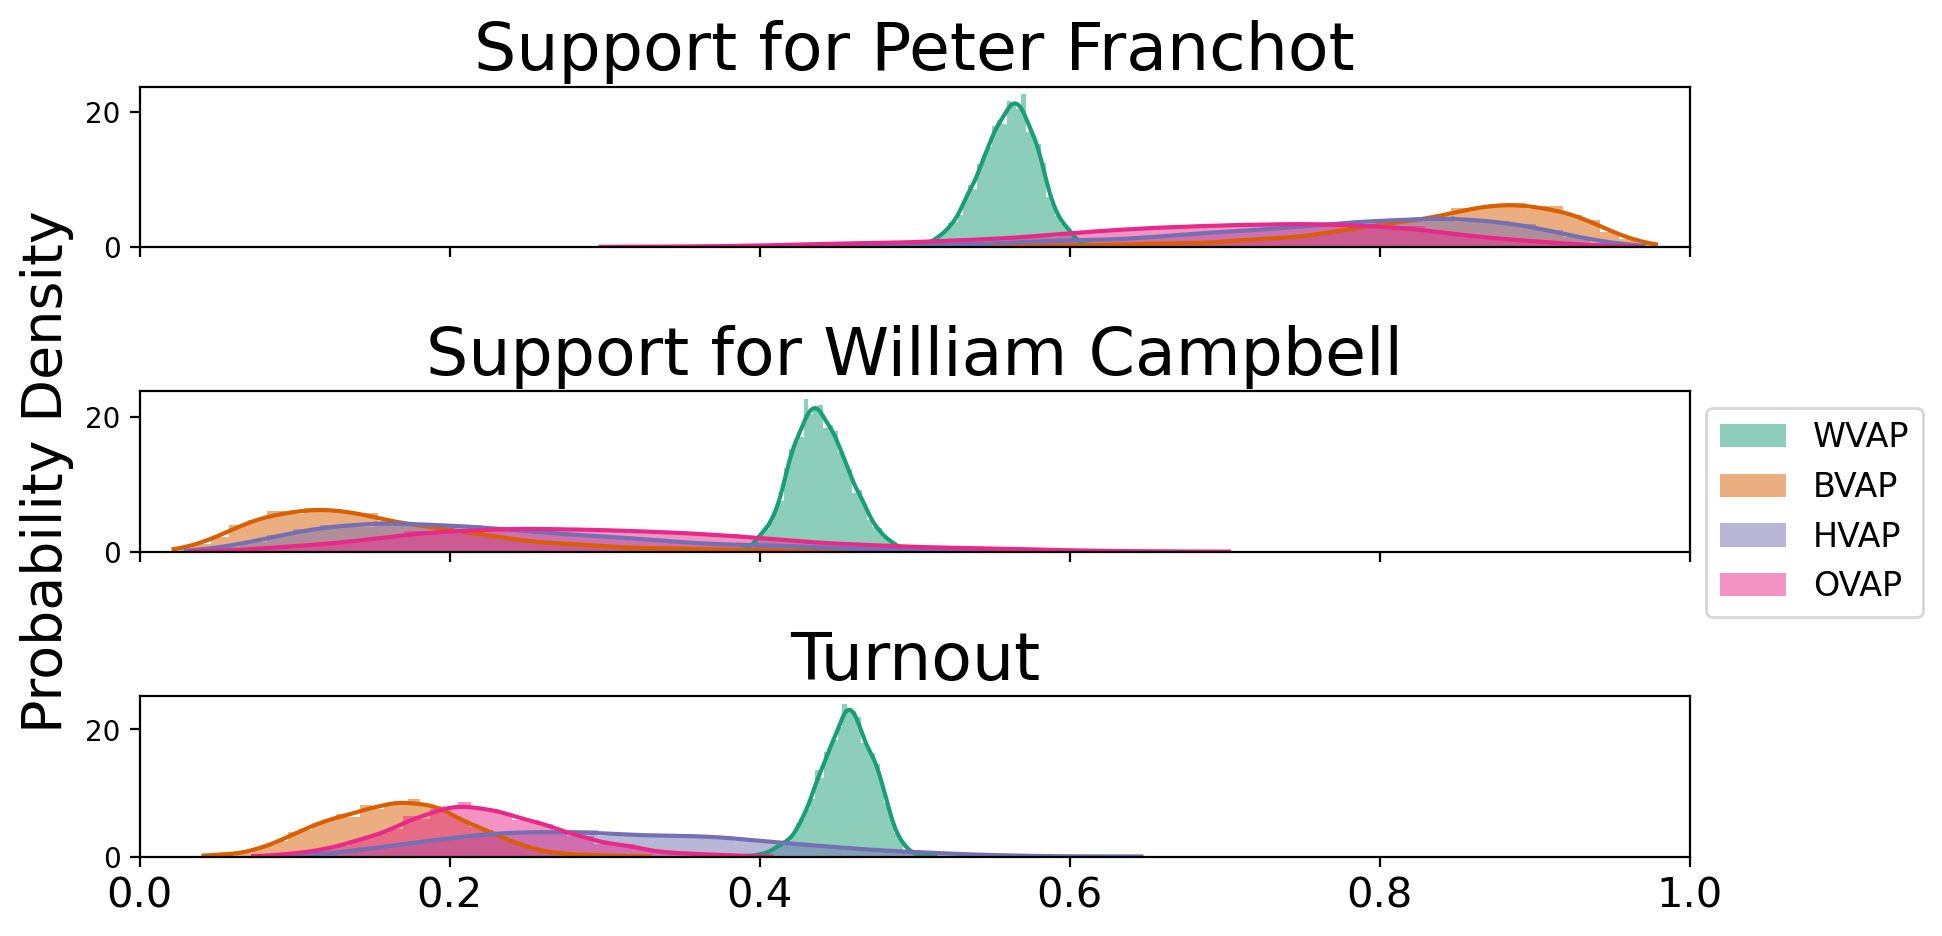 Support for Peter Franchot
20
0
Support for William Campbell
20
0
Turnout
20
0
0.0 0.2 0.4 0.6 0.8 1.0
Probability Density
WVAP
BVAP
HVAP
OVAP